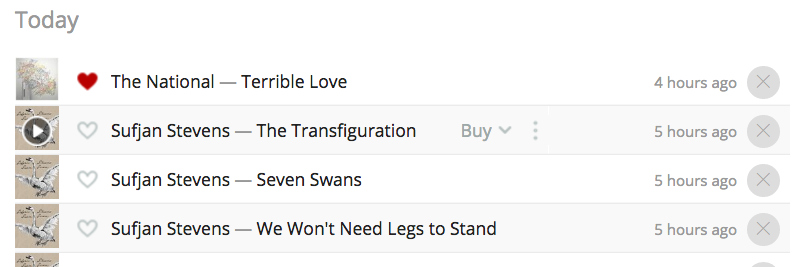 Today
The National — Terrible Love 4 hours ago
Sufjan Stevens — The Transfiguration Buy 5 hours ago
Sufjan Stevens — Seven Swans 5 hours ago
Sufjan Stevens — We Won't Need Legs to Stand 5 hours ago